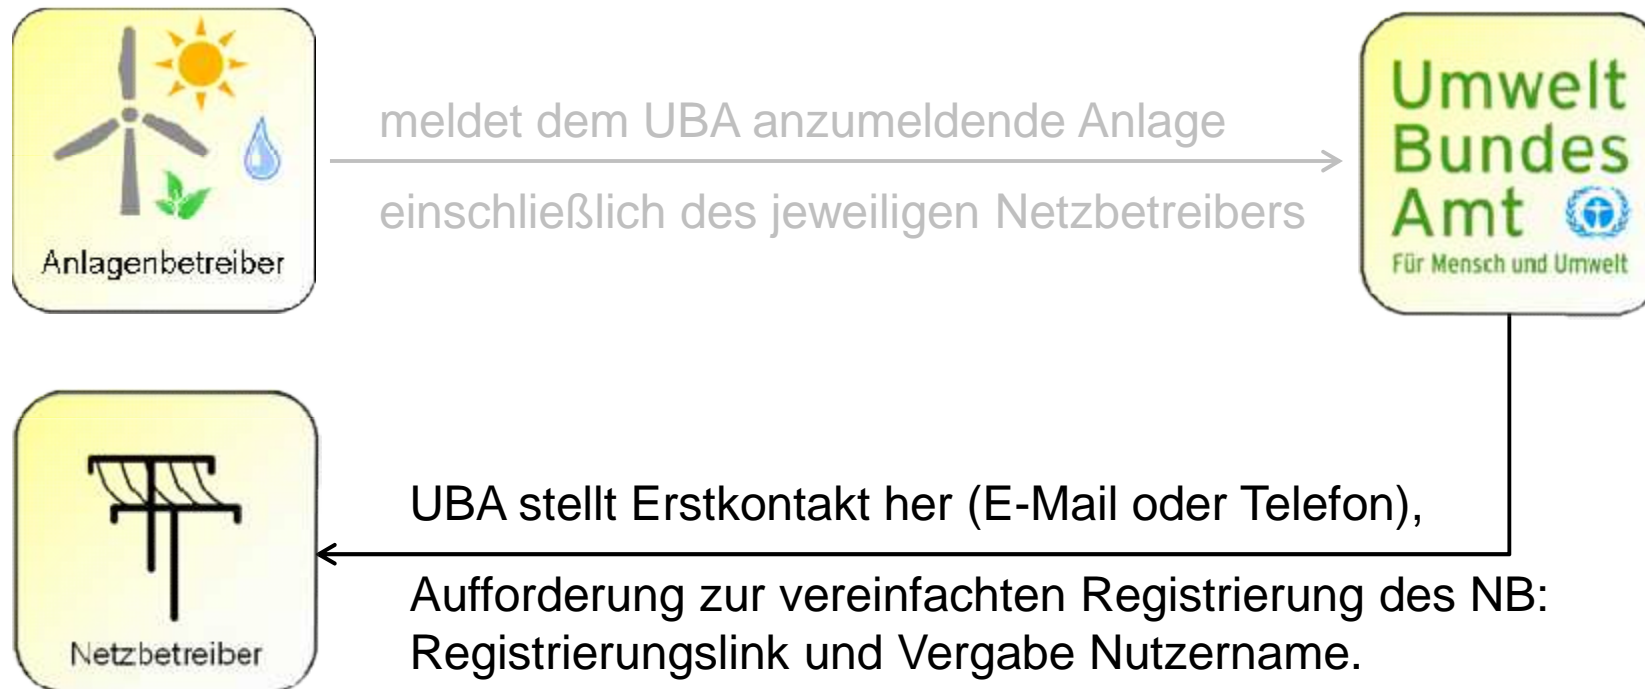 Anlagenbetreiber
meldet dem UBA anzumeldende Anlage
einschließlich des jeweiligen Netzbetreibers
Umwelt
Bundes
Amt
Für Mensch und Umwelt
Netzbetreiber
UBA stellt Erstkontakt her (E-Mail oder Telefon),
Aufforderung zur vereinfachten Registrierung des NB:
Registrierungslink und Vergabe Nutzername.